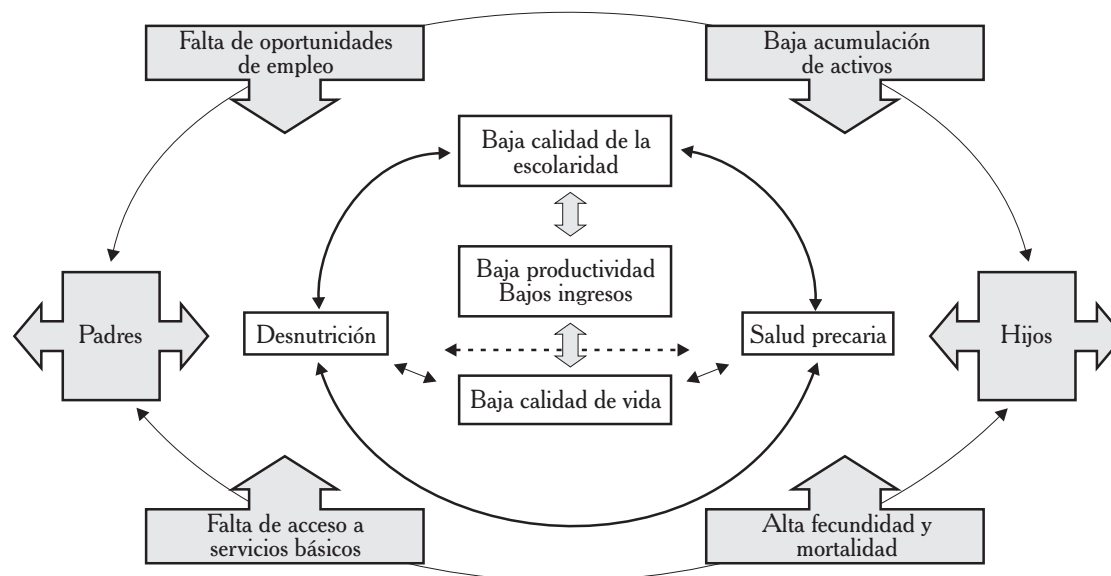 Falta de oportunidades
de empleo
Baja acumulación
de activos
Baja calidad de la
escolaridad
Baja productividad
Bajos ingresos
Padres
Desnutrición
Salud precaria
Hijos
Baja calidad de vida
Falta de acceso a
servicios básicos
Alta fecundidad y
mortalidad